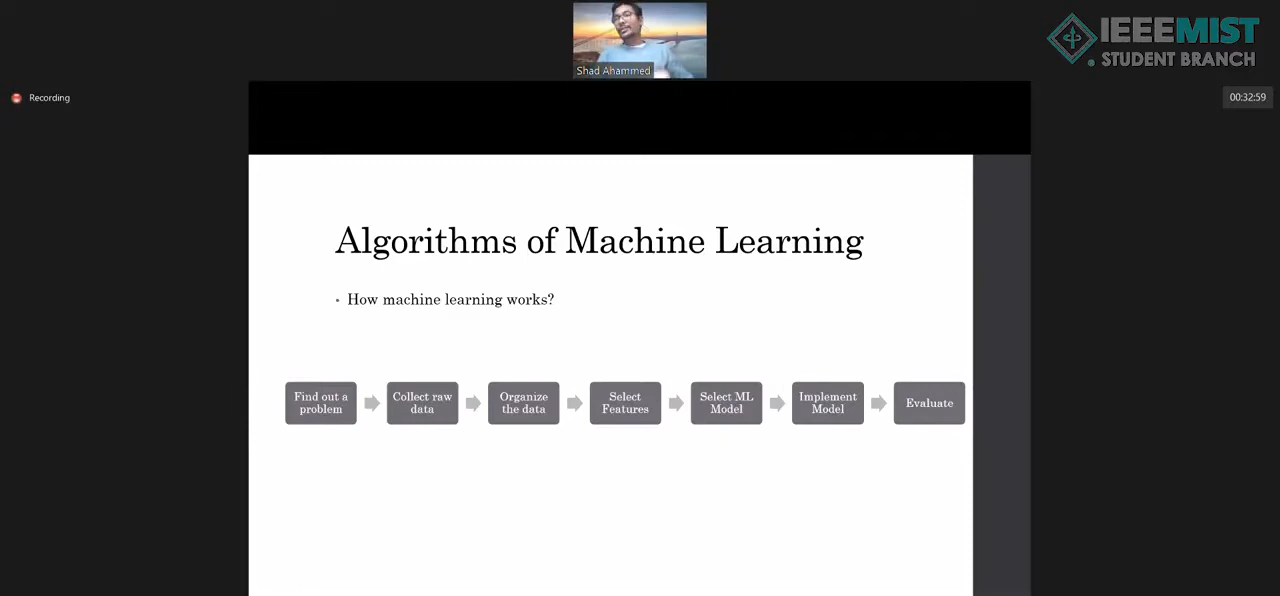 Shad Ahammed
IEEEMIST
STUDENT BRANCH
Recording
00:32:59
Algorithms of Machine Learning
• How machine learning works?
Find out a
problem
Collect raw
data
Organize
the data
Select
Features
Select ML
Model
Implement
Model
Evaluate